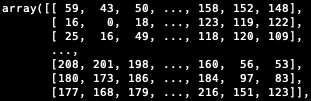 array([[ 59,  43,  50, ..., 158, 152, 148],
       [ 16,   0,  18, ..., 123, 119, 122],
       [ 25,  16,  49, ..., 118, 120, 109],
       ...,
       [208, 201, 198, ..., 160,  56,  53],
       [180, 173, 186, ..., 184,  97,  83],
       [177, 168, 179, ..., 216, 151, 123]],